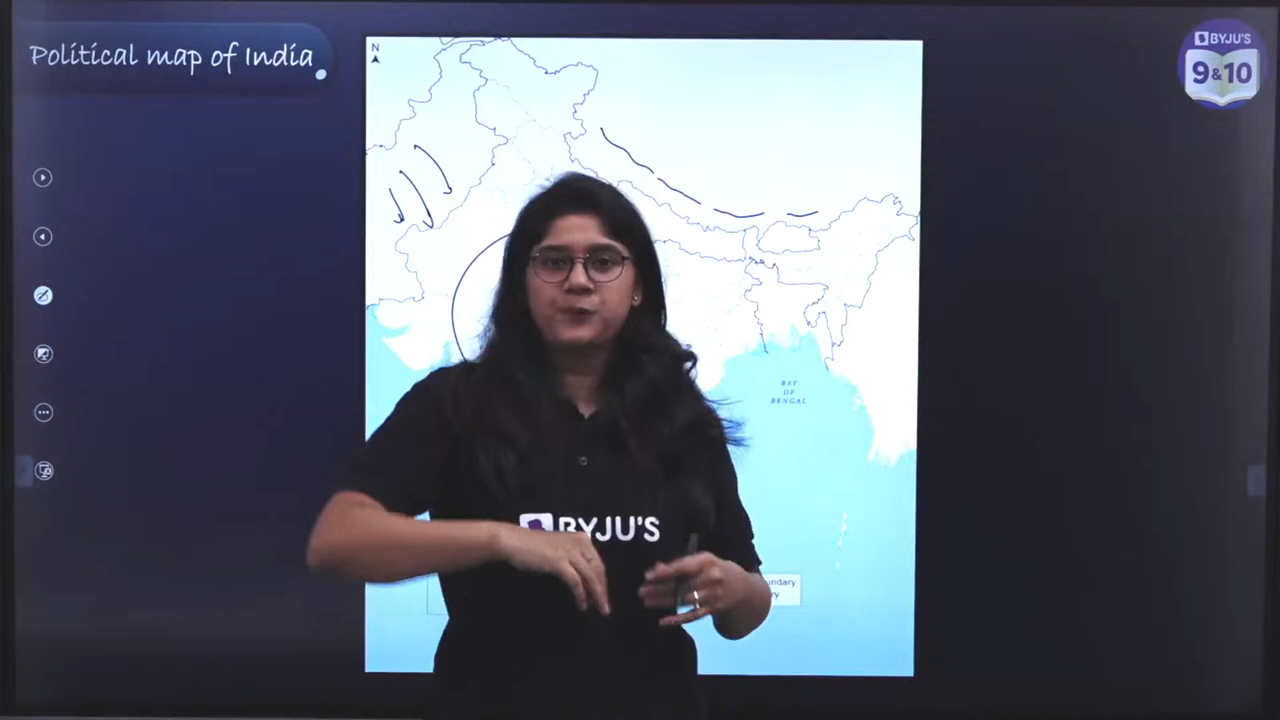 Political map of India
BYJU'S
9&10
N
BAY
OF
BENGAL
BYJU'S